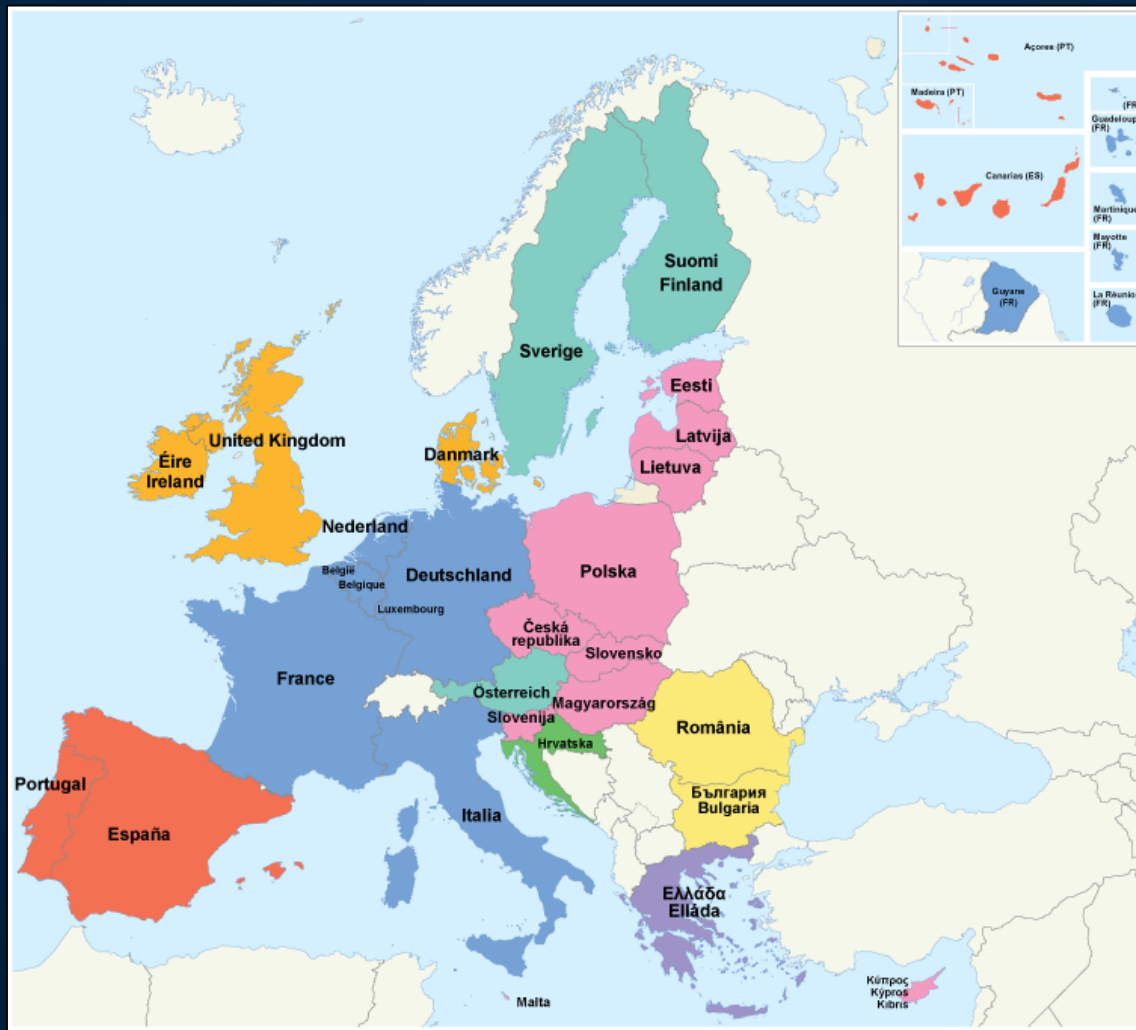 Açores (PT)
Madeira (PT)
(FR
Guadeloup
(FR)
Canarias (ES)
Martinique
(FR)
Mayotte
(FR)
Guyane
(FR)
La Réunion
(FR)
Suomi
Finland
Sverige
Eesti
Latvija
Lietuva
United Kingdom
Éire
Ireland
Danmark
Nederland
België
Belgique
Luxembourg
Deutschland
Polska
Česká
republika
Slovensko
France
Österreich
Magyarország
Slovenija
Hrvatska
România
България
Bulgaria
Portugal
España
Italia
Ελλάδα
Elláda
Malta
Κύπρος
Kýpros
Kıbrıs